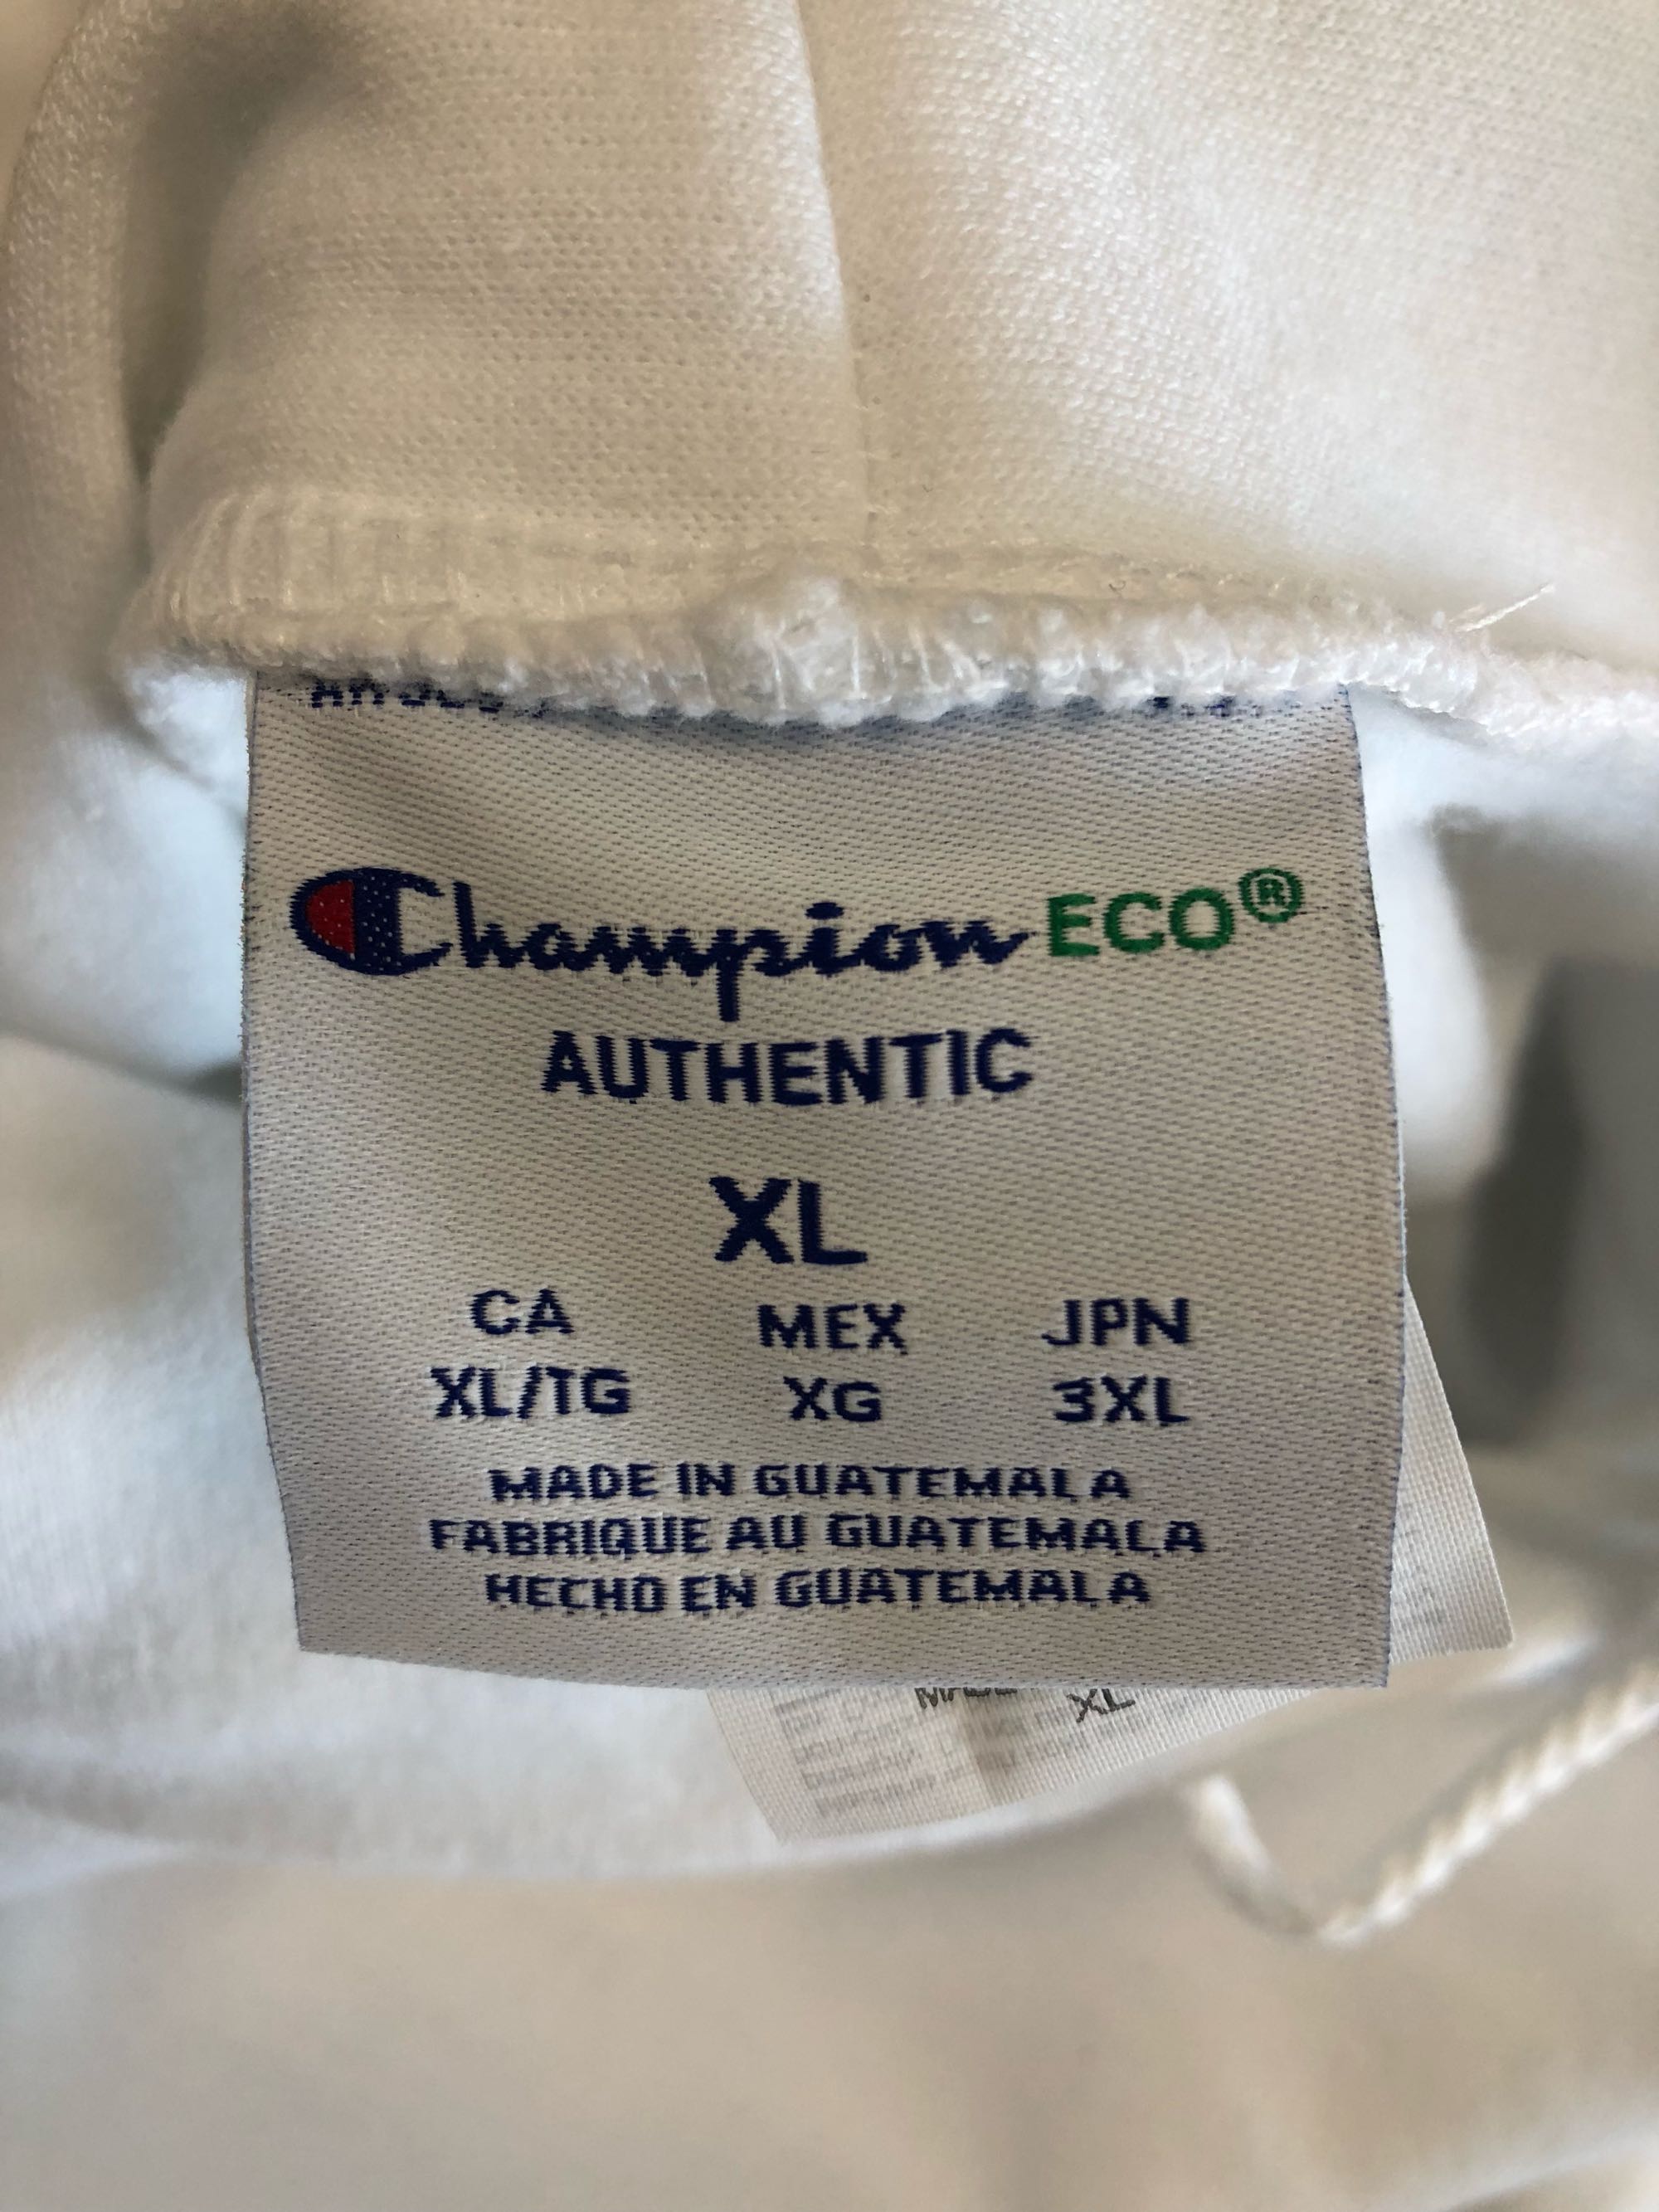 Champion ECO®
AUTHENTIC
XL
CA MEX JPN
XL/TG XG 3XL
MADE IN GUATEMALA
FABRIQUE AU GUATEMALA
HECHO EN GUATEMALA
XL